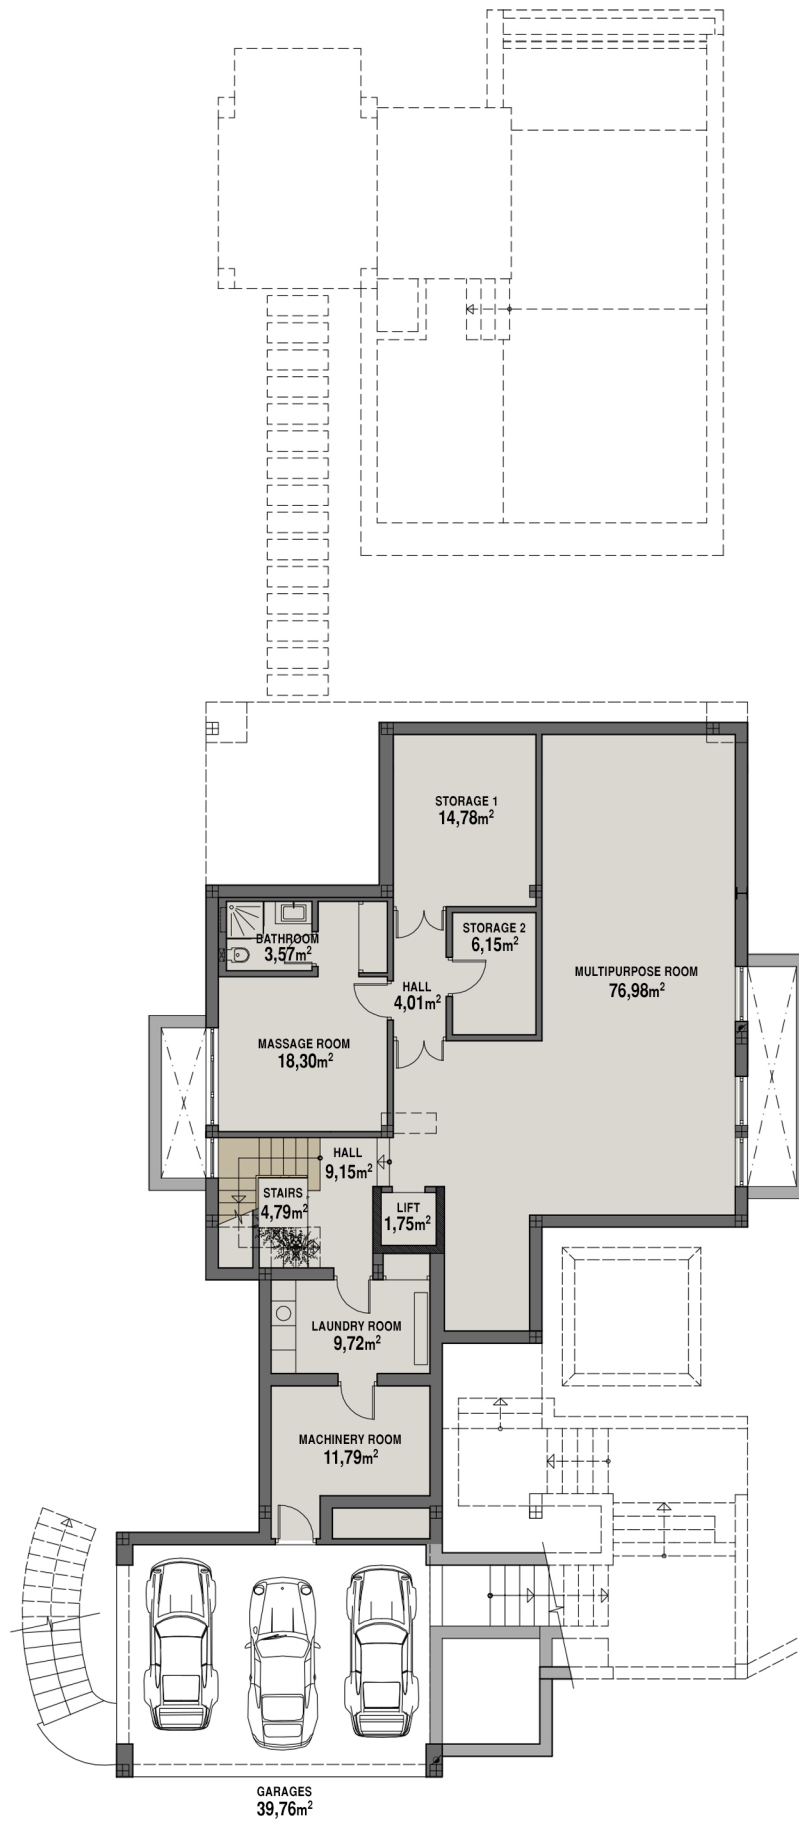 STORAGE 1
14,78m²
STORAGE 2
6,15m²
BATHROOM
3,57m²
MULTIPURPOSE ROOM
76,98m²
HALL
4,01m²
MASSAGE ROOM
18,30m²
HALL
9,15m²
STAIRS
4,79m²
LIFT
1,75m²
LAUNDRY ROOM
9,72m²
MACHINERY ROOM
11,79m²
GARAGES
39,76m²